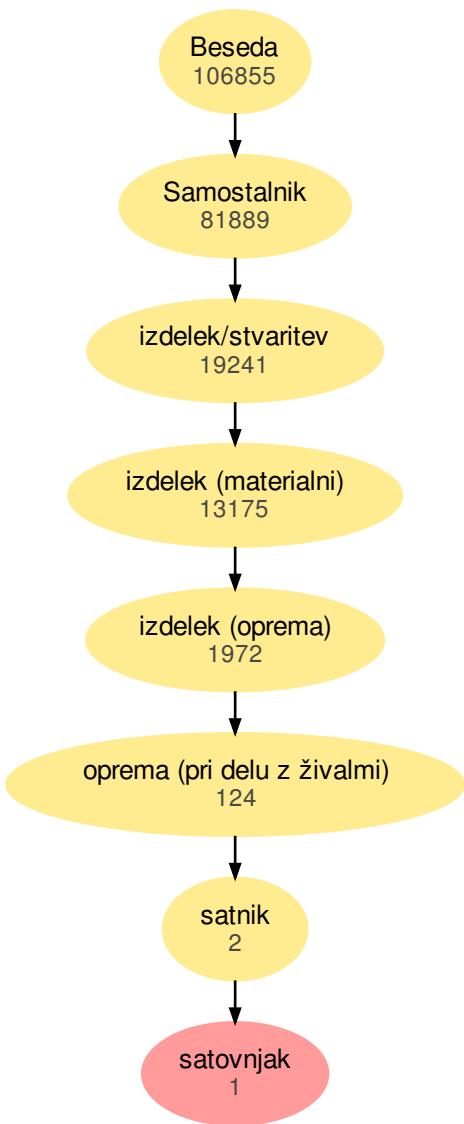 Beseda
106855
Samostalnik
81889
izdelek/stvaritev
19241
izdelek (materialni)
13175
izdelek (oprema)
1972
oprema (pri delu z živalmi)
124
satnik
2
satovnjak
1